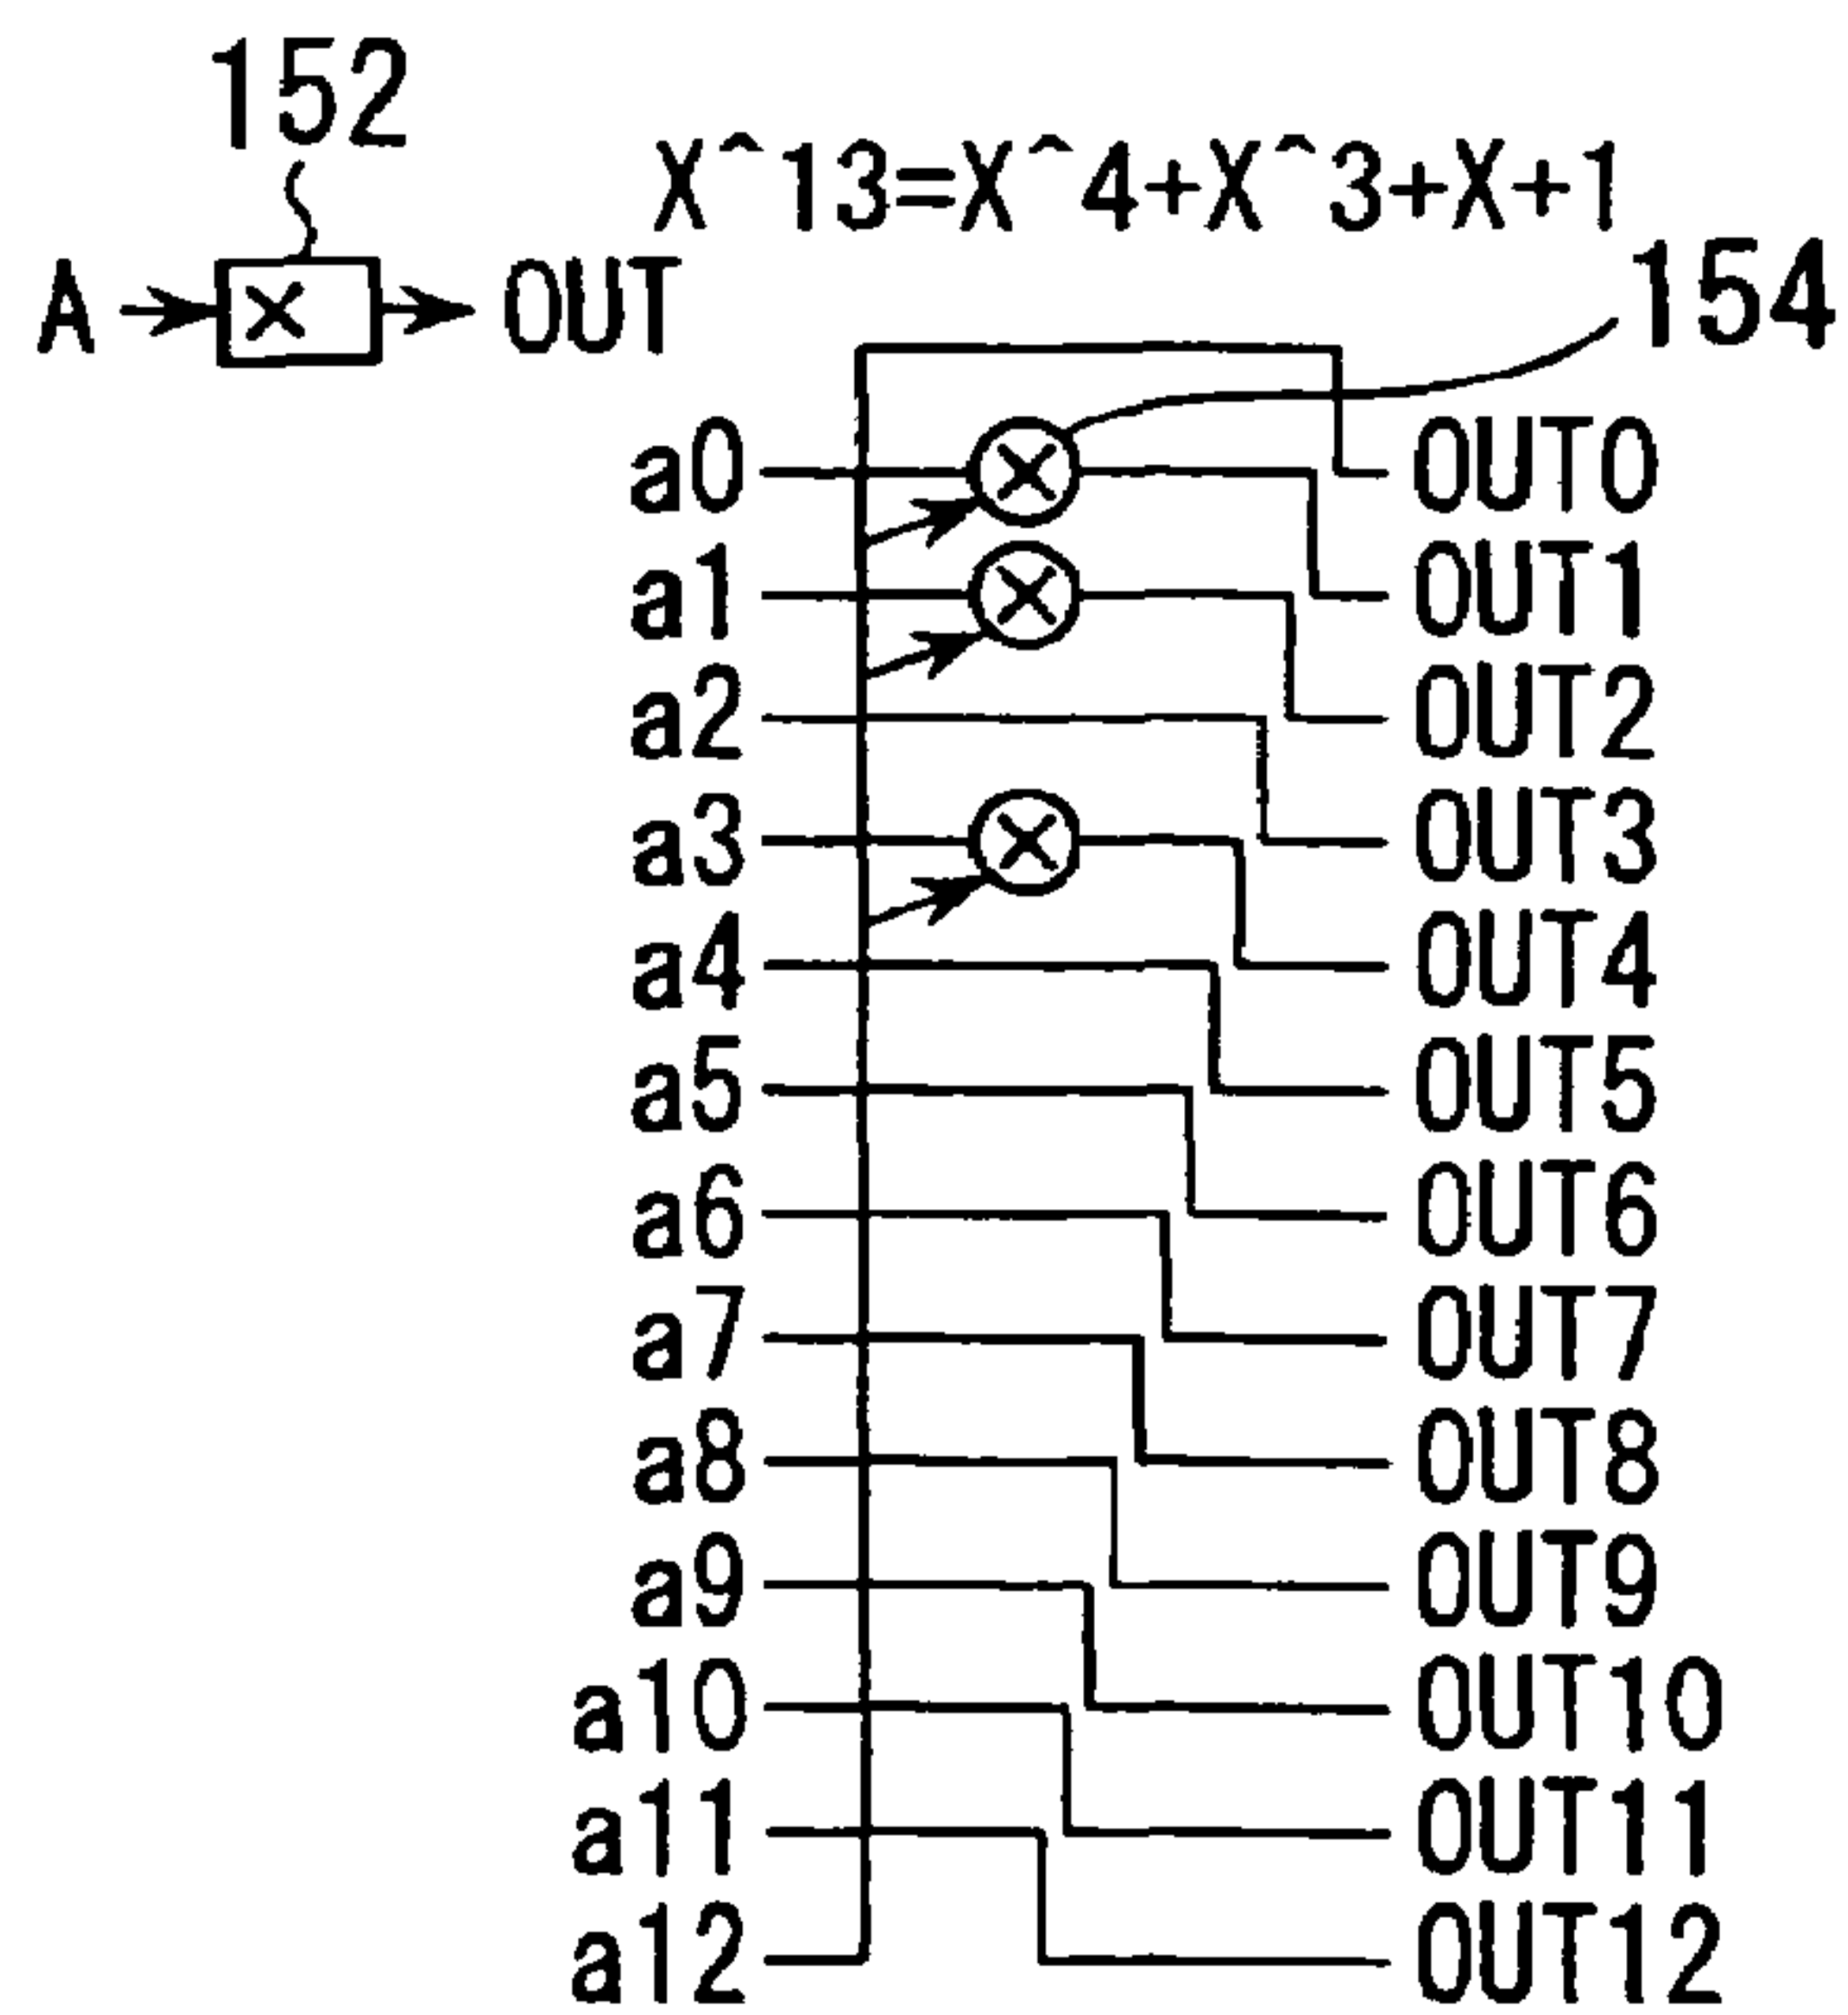 152
X^13=X^4+X^3+X+1
A × OUT
154
a0 × OUT0
a1 × OUT1
a2 OUT2
a3 × OUT3
a4 OUT4
a5 OUT5
a6 OUT6
a7 OUT7
a8 OUT8
a9 OUT9
a10 OUT10
a11 OUT11
a12 OUT12